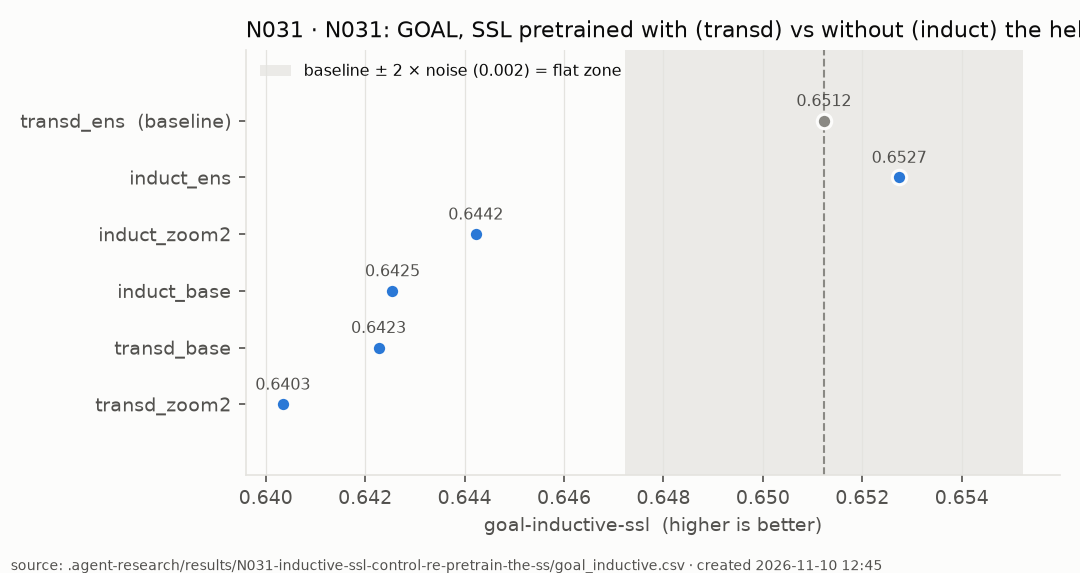 N031 · N031: GOAL, SSL pretrained with (transd) vs without (induct) the hel
baseline ± 2 × noise (0.002) = flat zone
transd_ens (baseline)
0.6512
induct_ens
0.6527
induct_zoom2
0.6442
induct_base
0.6425
transd_base
0.6423
transd_zoom2
0.6403
0.640 0.642 0.644 0.646 0.648 0.650 0.652 0.654
goal-inductive-ssl (higher is better)
source: .agent-research/results/N031-inductive-ssl-control-re-pretrain-the-ss/goal_inductive.csv · created 2026-11-10 12:45